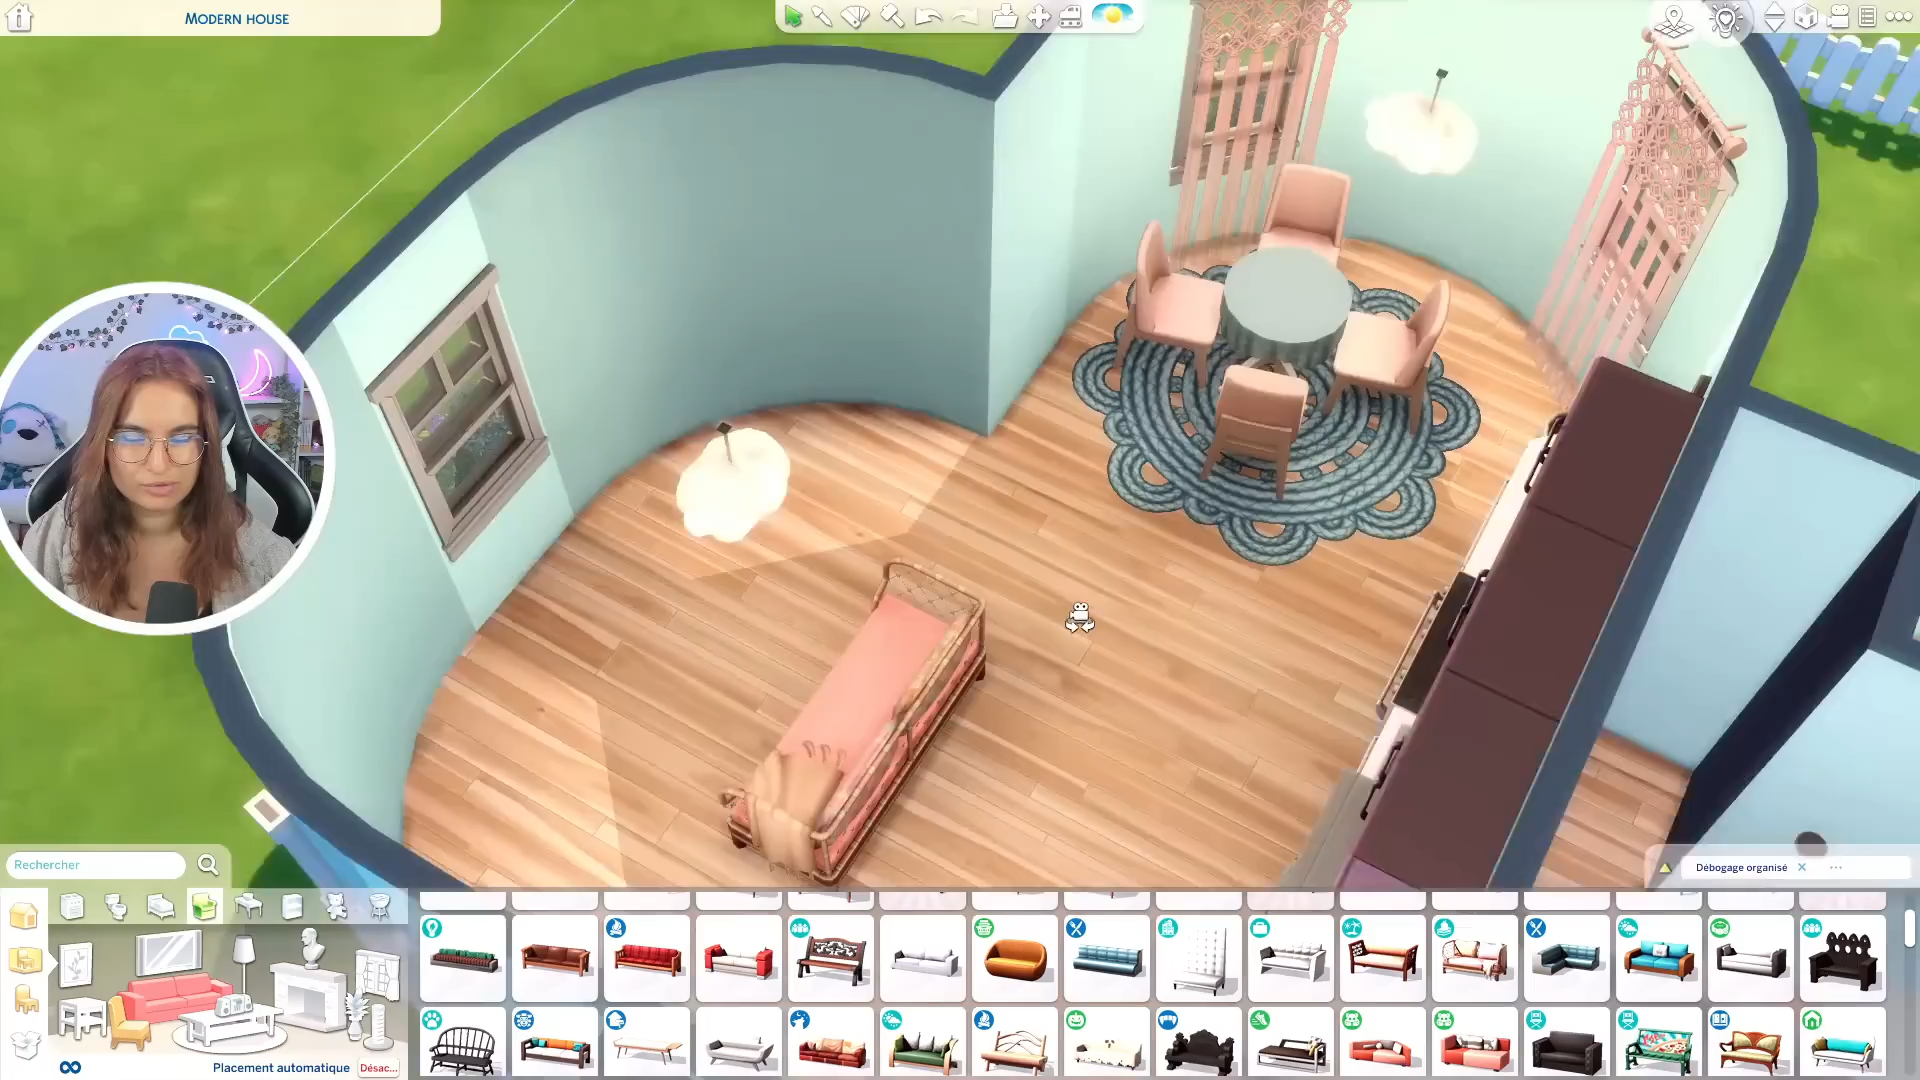 MODERN HOUSE
Rechercher
Débogage organisé
Placement automatique
Désac...